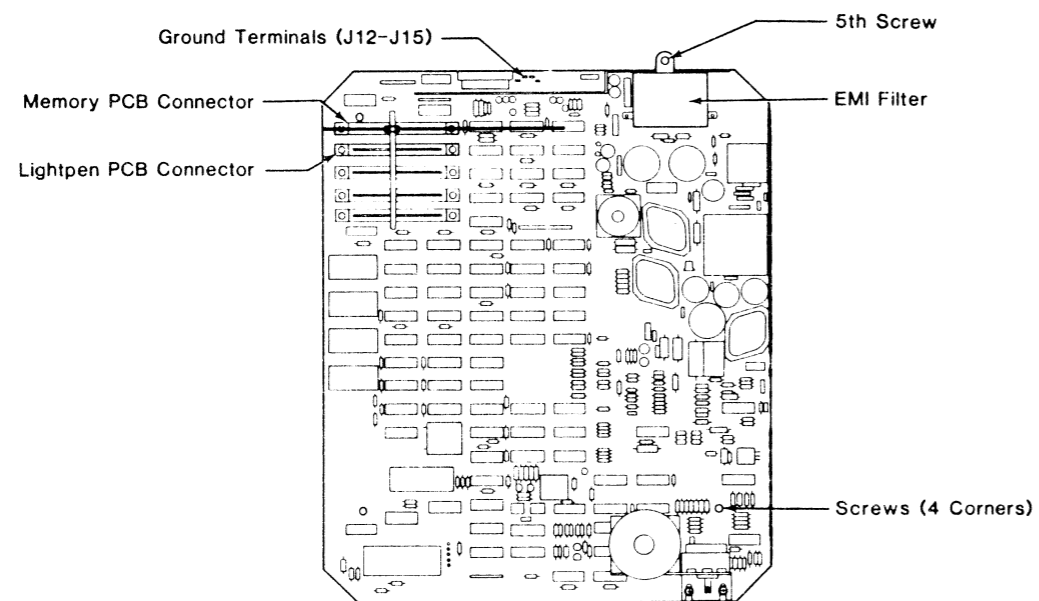 5th Screw
Ground Terminals (J12-J15)
Memory PCB Connector
EMI Filter
Lightpen PCB Connector
Screws (4 Corners)